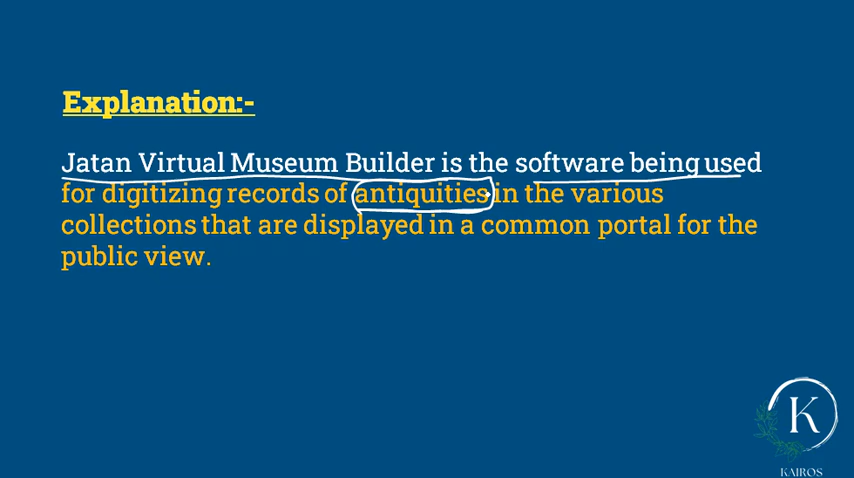 Explanation:-
Jatan Virtual Museum Builder is the software being used
for digitizing records of antiquities in the various
collections that are displayed in a common portal for the
public view.
K
KAIROS